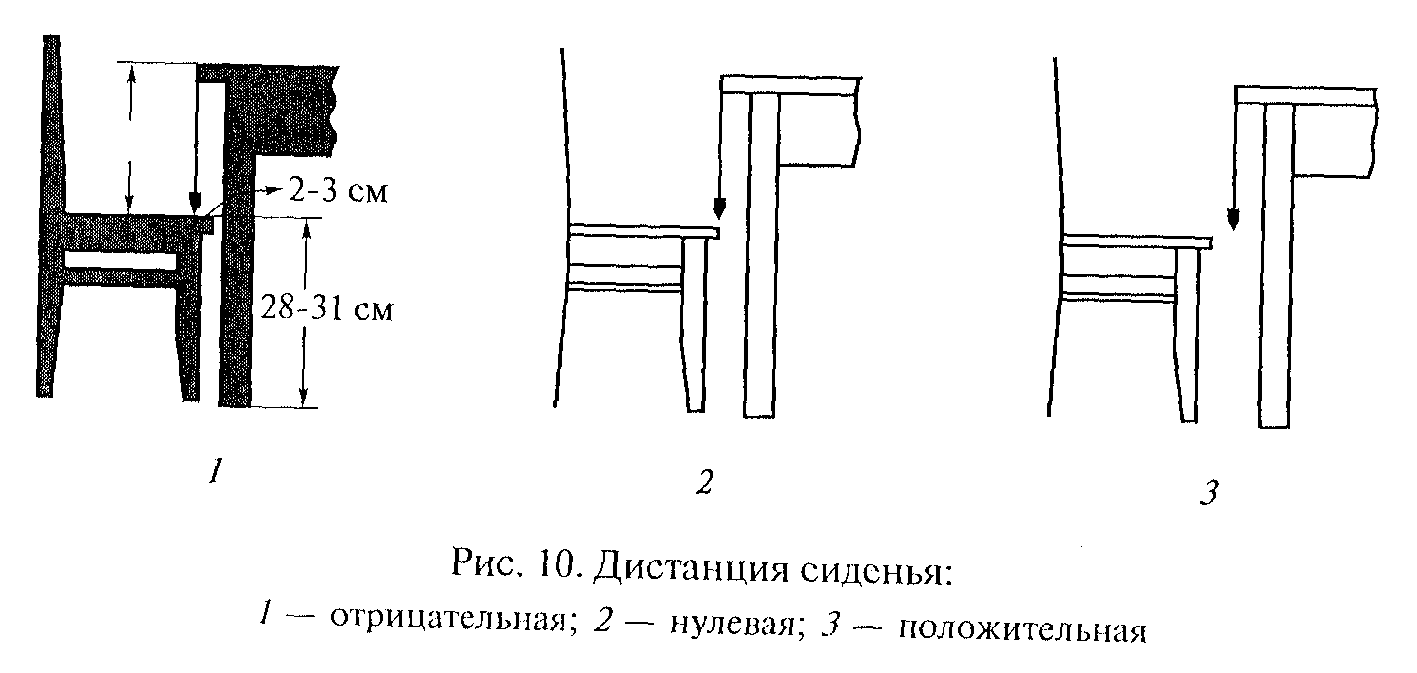 2-3 см
28-31 см
1
2
3
Рис. 10. Дистанция сиденья:
1 — отрицательная; 2 — нулевая; 3 — положительная